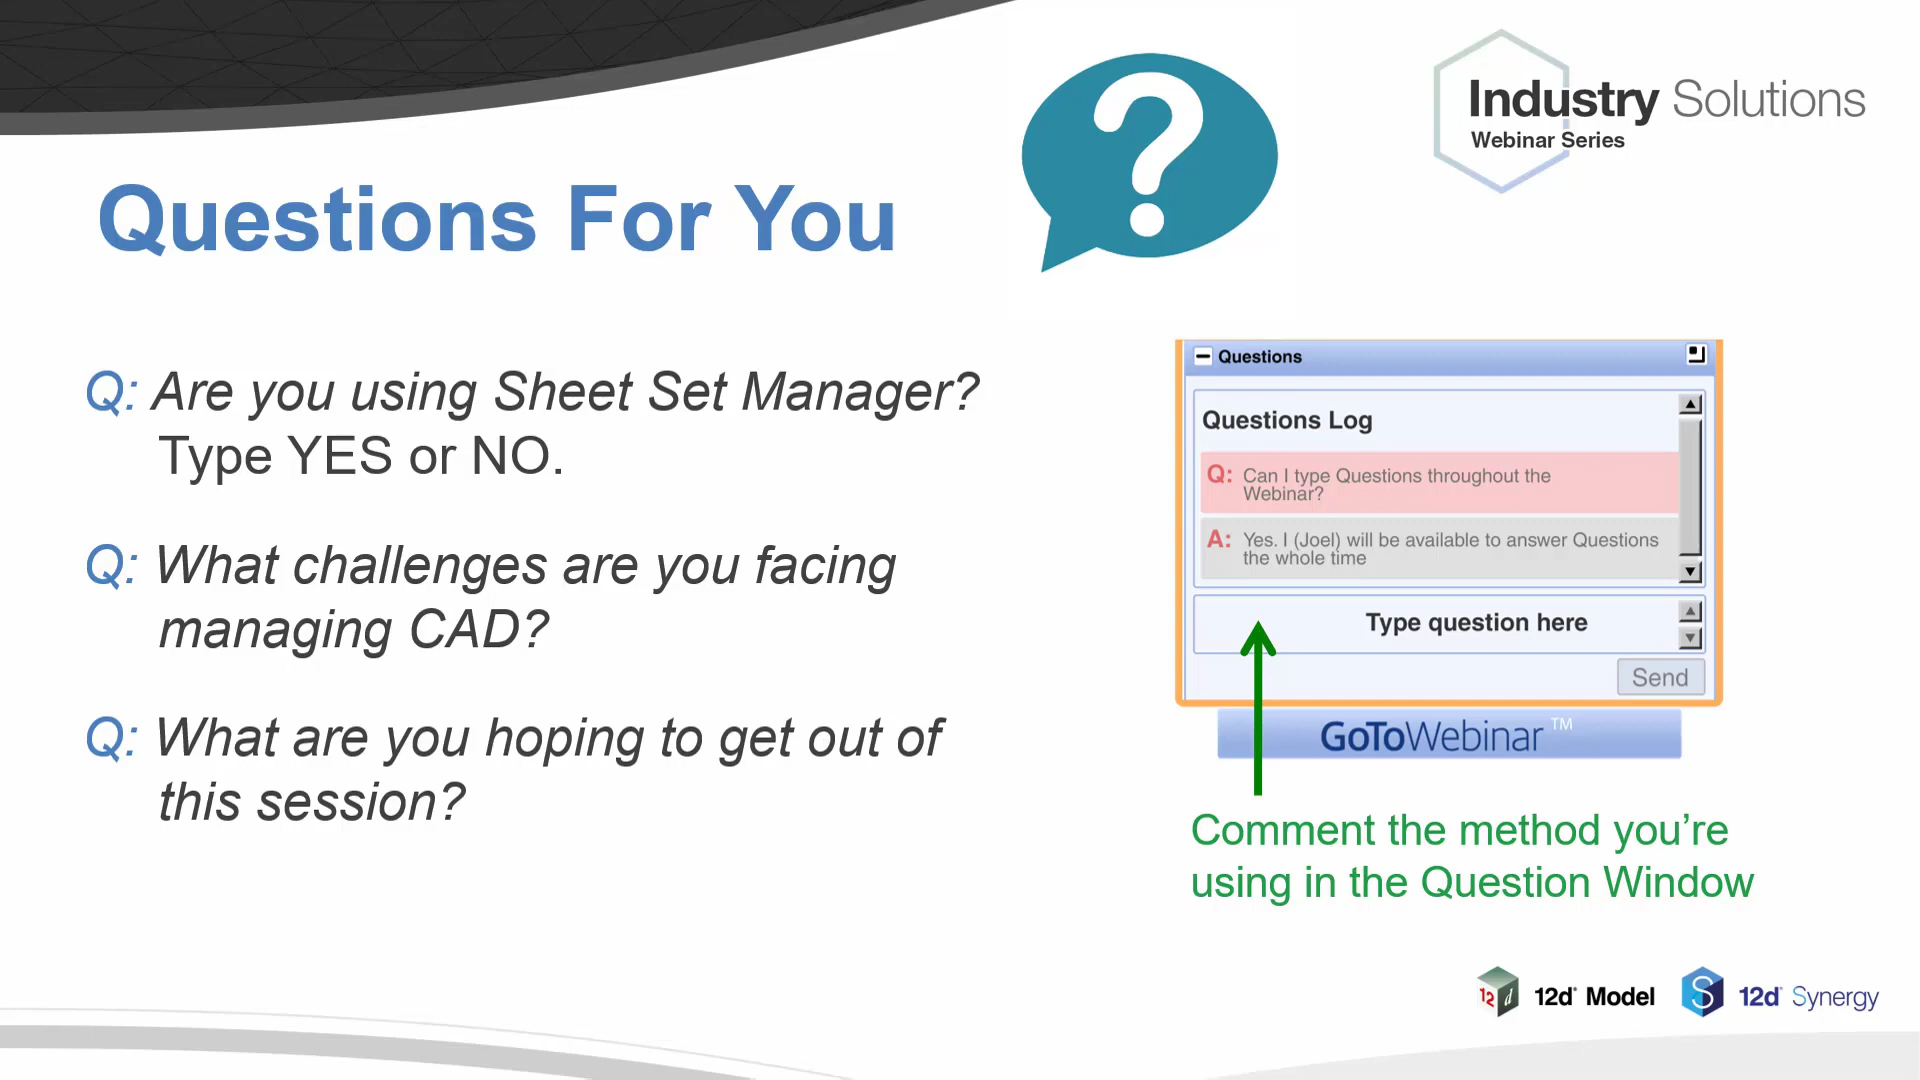 Industry Solutions
Webinar Series
Questions For You
Q: Are you using Sheet Set Manager?
Type YES or NO.
Q: What challenges are you facing
managing CAD?
Q: What are you hoping to get out of
this session?
Questions
Questions Log
Q: Can I type Questions throughout the
Webinar?
A: Yes. I (Joel) will be available to answer Questions
the whole time
Type question here
Send
GoToWebinar™
Comment the method you’re
using in the Question Window
12d 12d® Model S 12d® Synergy